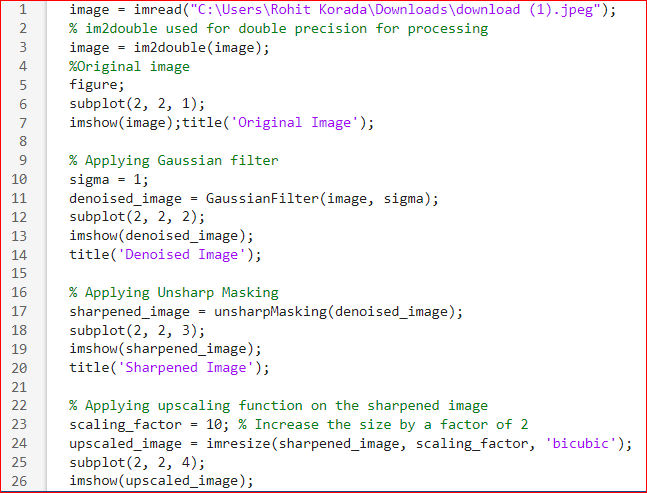 1 image = imread("C:\Users\Rohit Korada\Downloads\download (1).jpeg");
2 % im2double used for double precision for processing
3 image = im2double(image);
4 %Original image
5 figure;
6 subplot(2, 2, 1);
7 imshow(image);title('Original Image');
8
9 % Applying Gaussian filter
10 sigma = 1;
11 denoised_image = GaussianFilter(image, sigma);
12 subplot(2, 2, 2);
13 imshow(denoised_image);
14 title('Denoised Image');
15
16 % Applying Unsharp Masking
17 sharpened_image = unsharpMasking(denoised_image);
18 subplot(2, 2, 3);
19 imshow(sharpened_image);
20 title('Sharpened Image');
21
22 % Applying upscaling function on the sharpened image
23 scaling_factor = 10; % Increase the size by a factor of 2
24 upscaled_image = imresize(sharpened_image, scaling_factor, 'bicubic');
25 subplot(2, 2, 4);
26 imshow(upscaled_image);